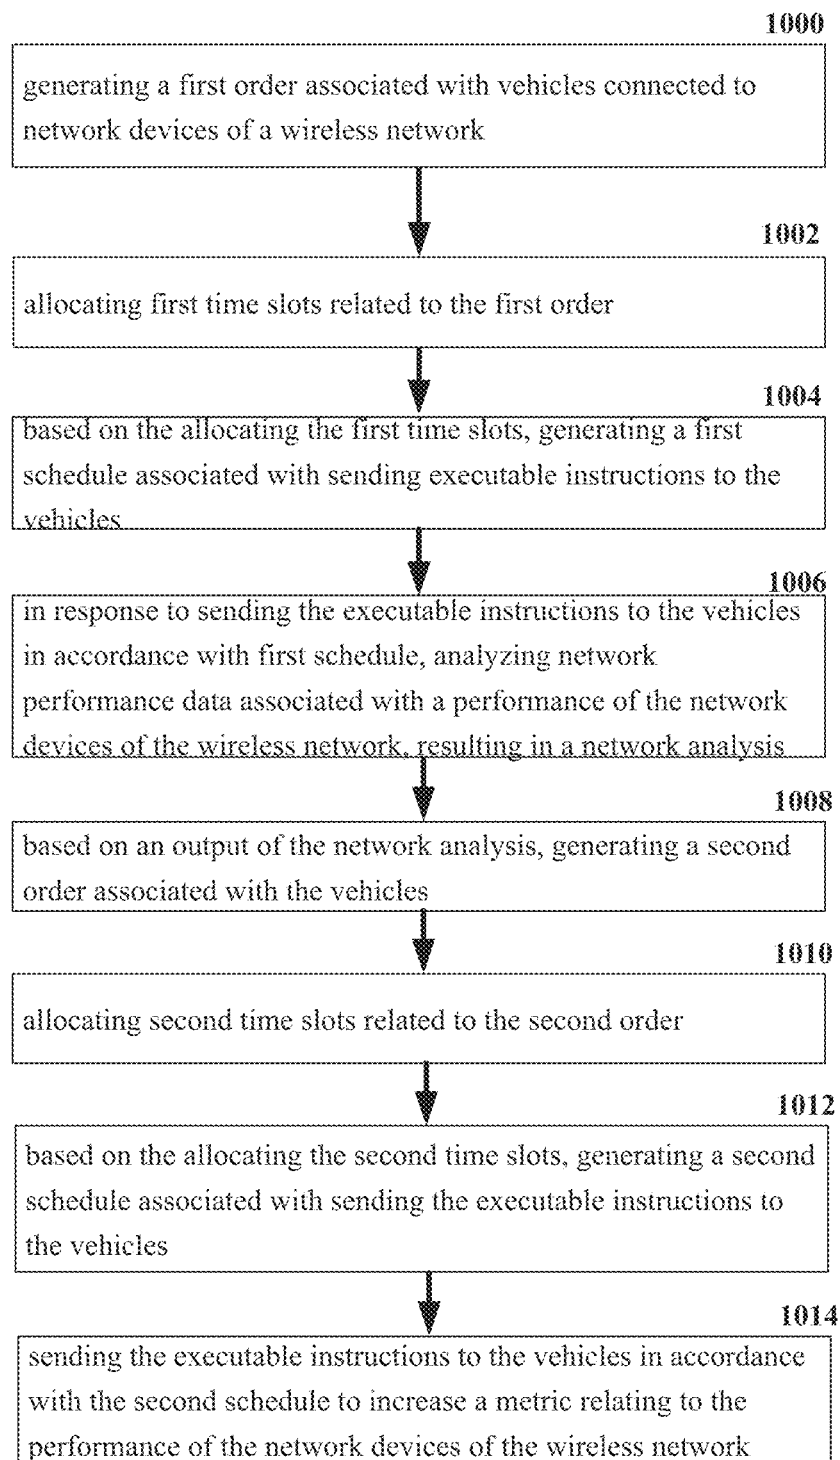 1000
generating a first order associated with vehicles connected to
network devices of a wireless network
1002
allocating first time slots related to the first order
1004
based on the allocating the first time slots, generating a first
schedule associated with sending executable instructions to the
vehicles
1006
in response to sending the executable instructions to the vehicles
in accordance with first schedule, analyzing network
performance data associated with a performance of the network
devices of the wireless network, resulting in a network analysis
1008
based on an output of the network analysis, generating a second
order associated with the vehicles
1010
allocating second time slots related to the second order
1012
based on the allocating the second time slots, generating a second
schedule associated with sending the executable instructions to
the vehicles
1014
sending the executable instructions to the vehicles in accordance
with the second schedule to increase a metric relating to the
performance of the network devices of the wireless network